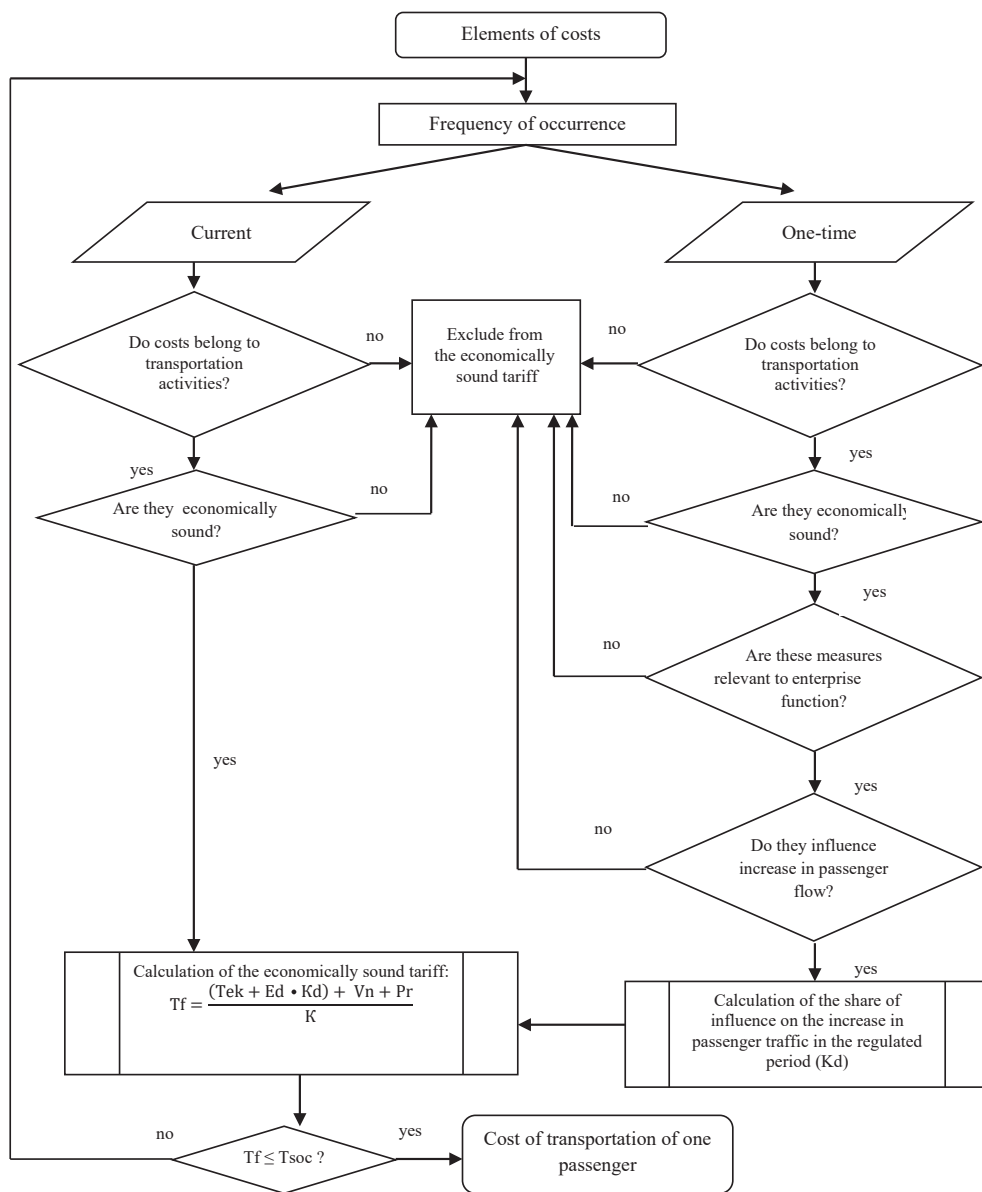 Elements of costs
Frequency of occurrence
Current
One-time
Do costs belong to
transportation
activities?
no
Exclude from
the economically
sound tariff
no
Do costs belong to
transportation
activities?
yes
yes
Are they economically
sound?
no
no
Are they economically
sound?
yes
no
Are these measures
relevant to enterprise
function?
yes
yes
no
Do they influence
increase in passenger
flow?
yes
Calculation of the economically sound tariff:
Tf = (Tek + Ed • Kd) + Vn + Pr
K
Calculation of the share of
influence on the increase in
passenger traffic in the regulated
period (Kd)
no
Tf ≤ Tsoc ?
yes
Cost of transportation of one
passenger